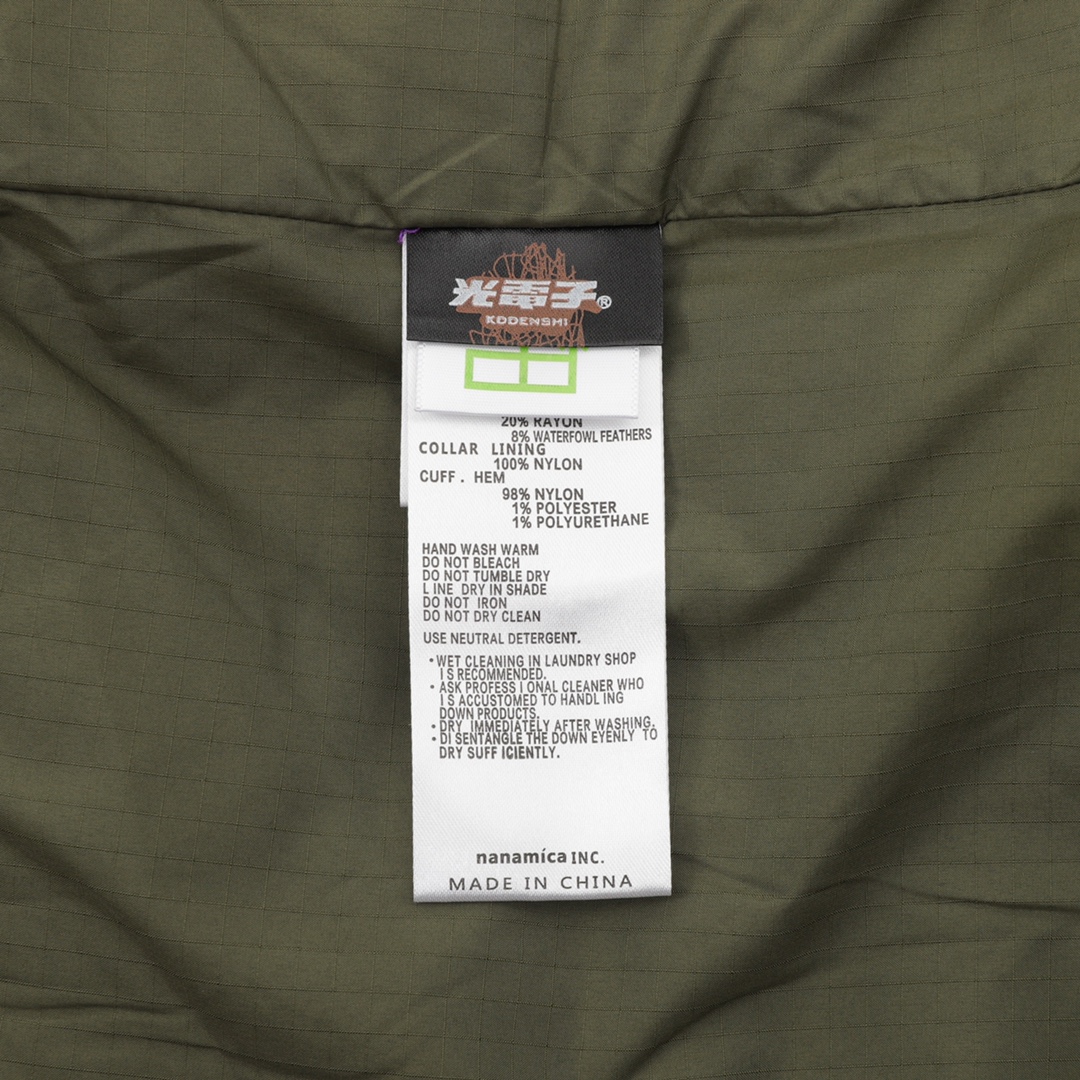 光電子®
KODENSHI
20% RAYON
8% WATERFOWL FEATHERS
COLLAR LINING
100% NYLON
CUFF . HEM
98% NYLON
1% POLYESTER
1% POLYURETHANE
HAND WASH WARM
DO NOT BLEACH
DO NOT TUMBLE DRY
L INE DRY IN SHADE
DO NOT IRON
DO NOT DRY CLEAN
USE NEUTRAL DETERGENT.
• WET CLEANING IN LAUNDRY SHOP
I S RECOMMENDED.
• ASK PROFESS I ONAL CLEANER WHO
I S ACCUSTOMED TO HANDL ING
DOWN PRODUCTS.
• DRY IMMEDIATELY AFTER WASHING.
• DI SENTANGLE THE DOWN EYENLY TO
DRY SUFF ICIENTLY.
nanamica INC.
MADE IN CHINA